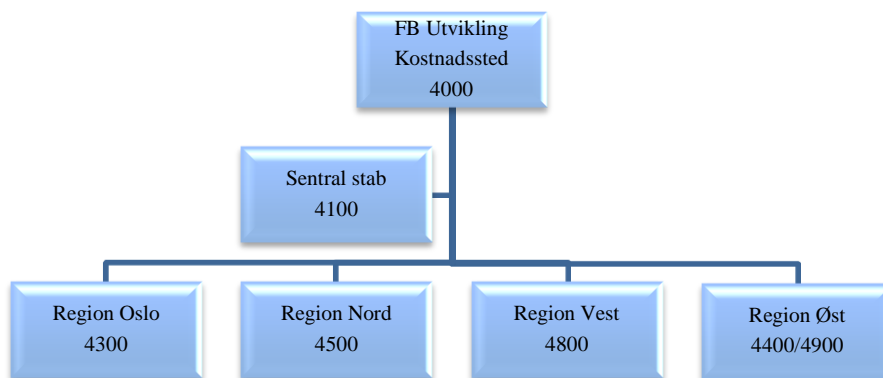 FB Utvikling
Kostnadssted
4000
Sentral stab
4100
Region Oslo
4300
Region Nord
4500
Region Vest
4800
Region Øst
4400/4900